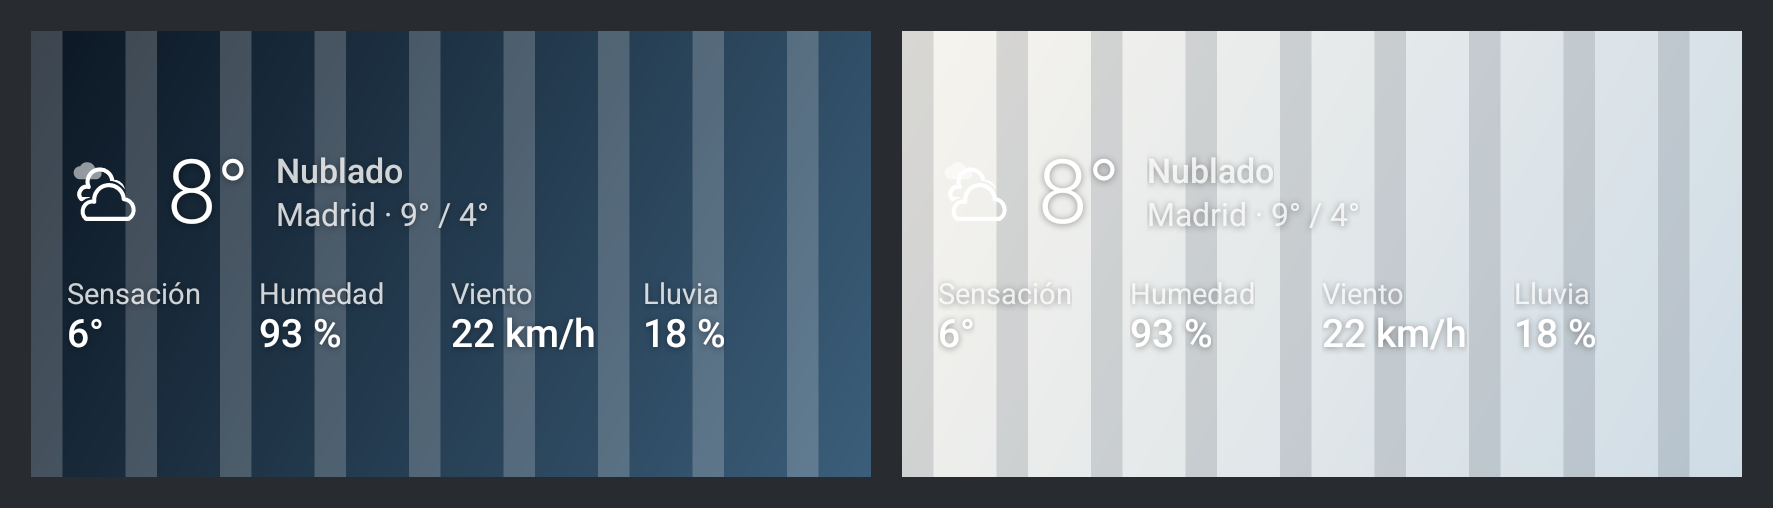 8°
Nublado
Madrid · 9° / 4°
Sensación Humedad Viento Lluvia
6° 93 % 22 km/h 18 %
8°
Nublado
Madrid · 9° / 4°
Sensación Humedad Viento Lluvia
6° 93 % 22 km/h 18 %